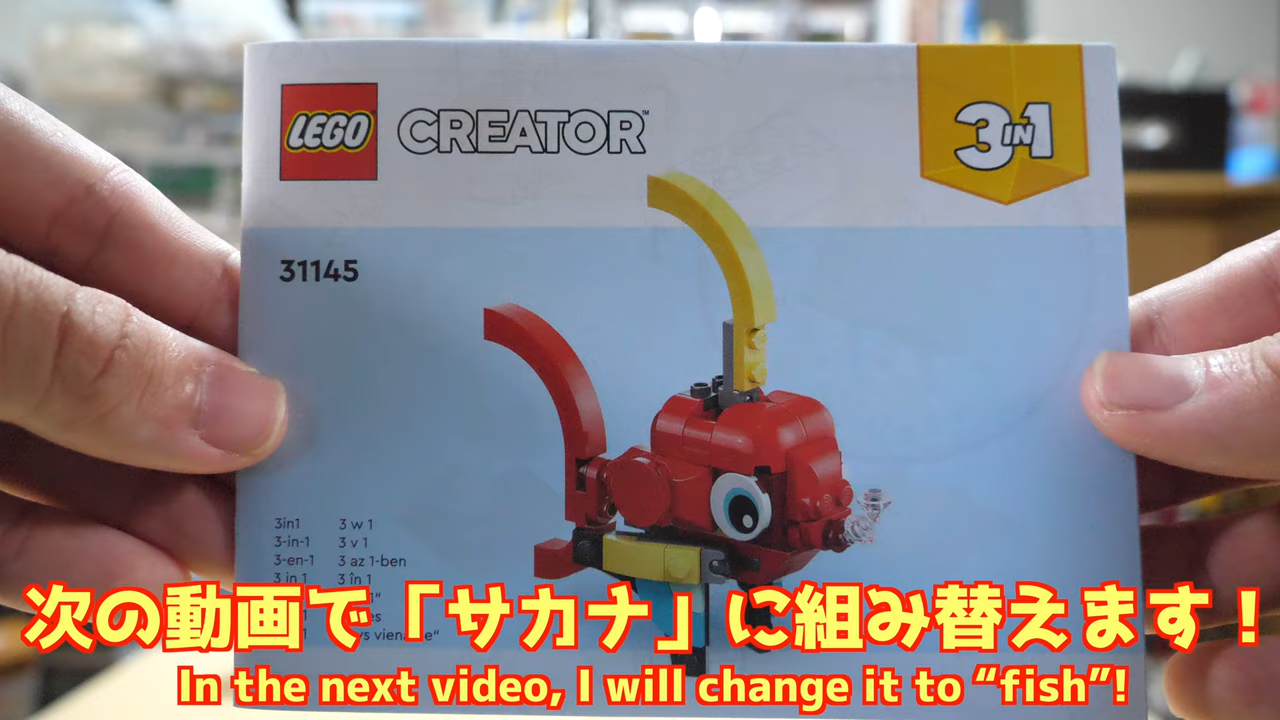 LEGO
CREATOR™
3IN1
31145
3in1
3-in-1
3-en-1
3 in 1
3 w 1
3 v 1
3 az 1-ben
3 în 1
次の動画で「サカナ」に組み替えます！
In the next video, I will change it to “fish”!